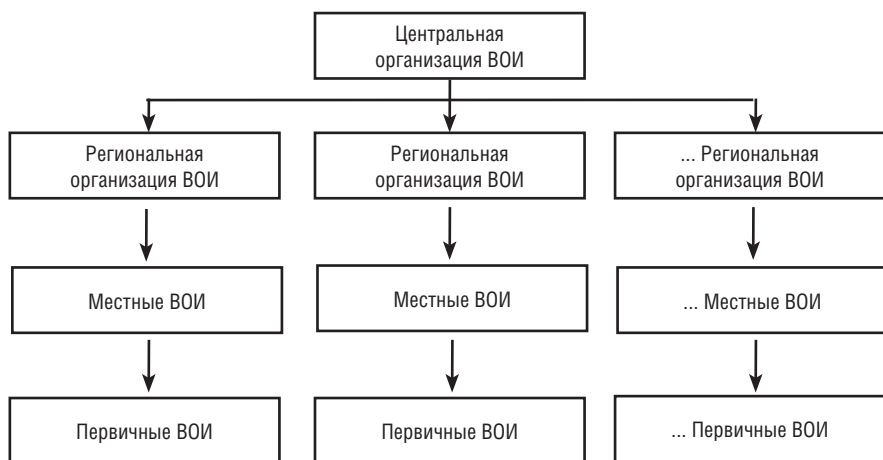 Центральная
организация ВОИ
Региональная
организация ВОИ
Региональная
организация ВОИ
... Региональная
организация ВОИ
Местные ВОИ
Местные ВОИ
... Местные ВОИ
Первичные ВОИ
Первичные ВОИ
... Первичные ВОИ